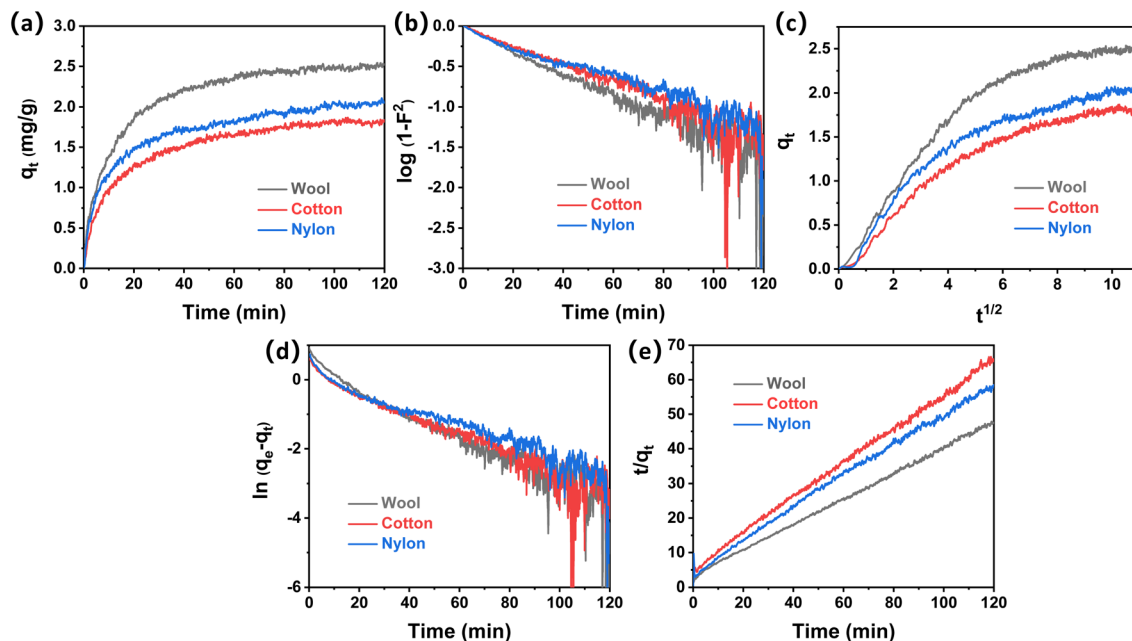 (a)
3.0
2.5
2.0
1.5
1.0
0.5
0.0
qt (mg/g)
Wool
Cotton
Nylon
0 20 40 60 80 100 120
Time (min)
(b)
0.0
-0.5
-1.0
-1.5
-2.0
-2.5
-3.0
log (1-F²)
Wool
Cotton
Nylon
0 20 40 60 80 100 120
Time (min)
(c)
2.5
2.0
1.5
1.0
0.5
0.0
qt
Wool
Cotton
Nylon
0 2 4 6 8 10
t1/2
(d)
0
-2
-4
-6
ln (qe-qt)
Wool
Cotton
Nylon
0 20 40 60 80 100 120
Time (min)
(e)
70
60
50
40
30
20
10
0
t/qt
Wool
Cotton
Nylon
0 20 40 60 80 100 120
Time (min)